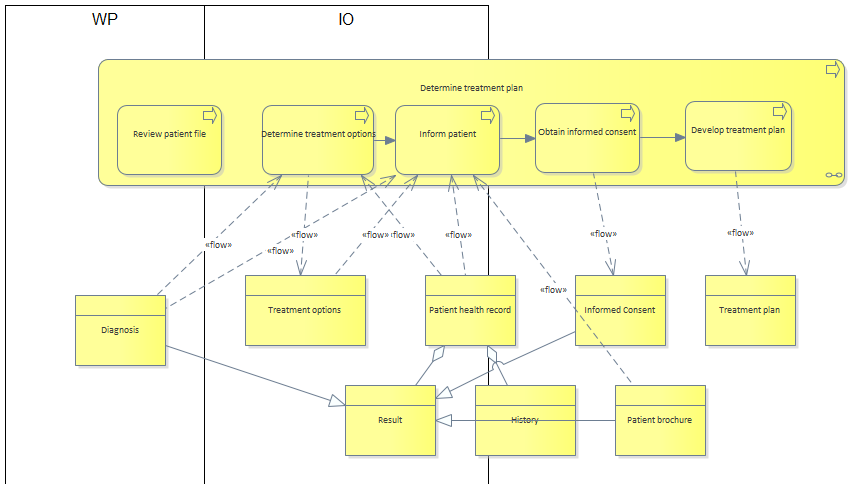 WP
IO
Determine treatment plan
Review patient file
Determine treatment options
Inform patient
Obtain informed consent
Develop treatment plan
«flow»
«flow»
«flow»
«flow»
«flow»
«flow»
«flow»
«flow»
«flow»
«flow»
Diagnosis
Treatment options
Patient health record
Informed Consent
Treatment plan
Result
History
Patient brochure